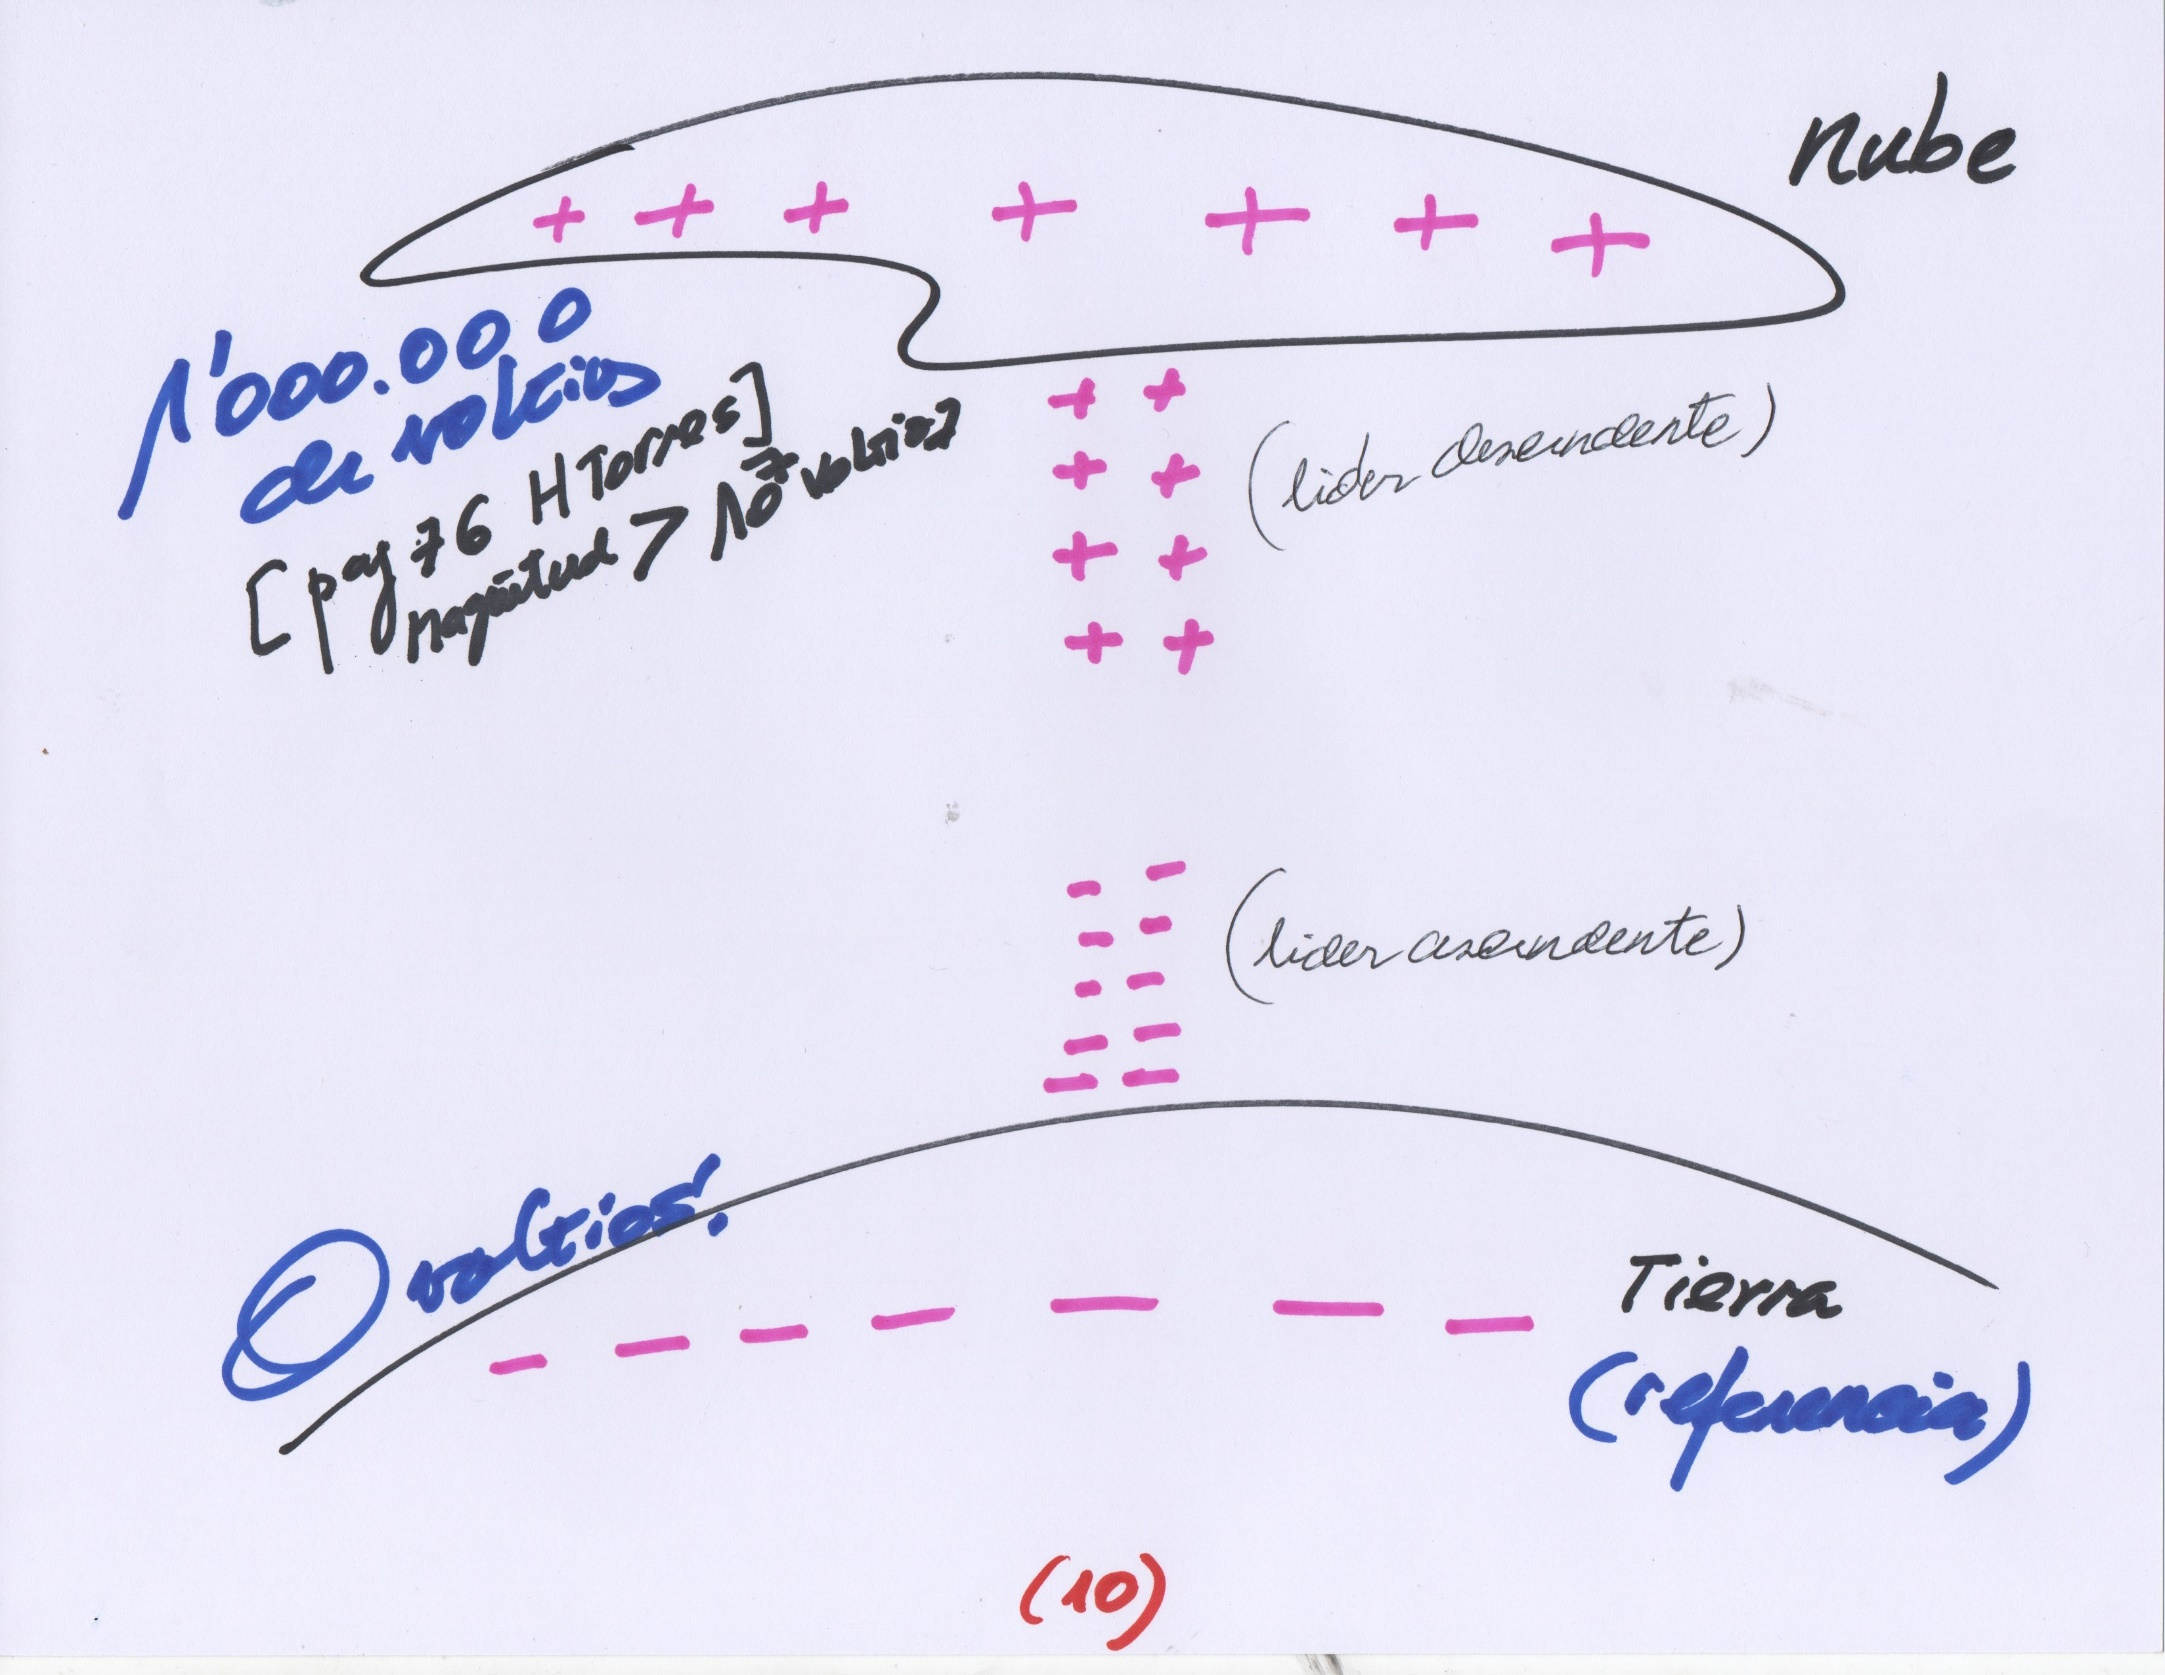 nube
1'000.000
de voltios
[pag 76 H Torres]
magnitud > 10⁷ voltios]
+ + + + + + +
+ +
+ +
+ +
+ +
(lider descendente)
- -
- -
- -
- -
- -
(lider ascendente)
0 voltios!
- - - - - - -
Tierra
(referencia)
(10)